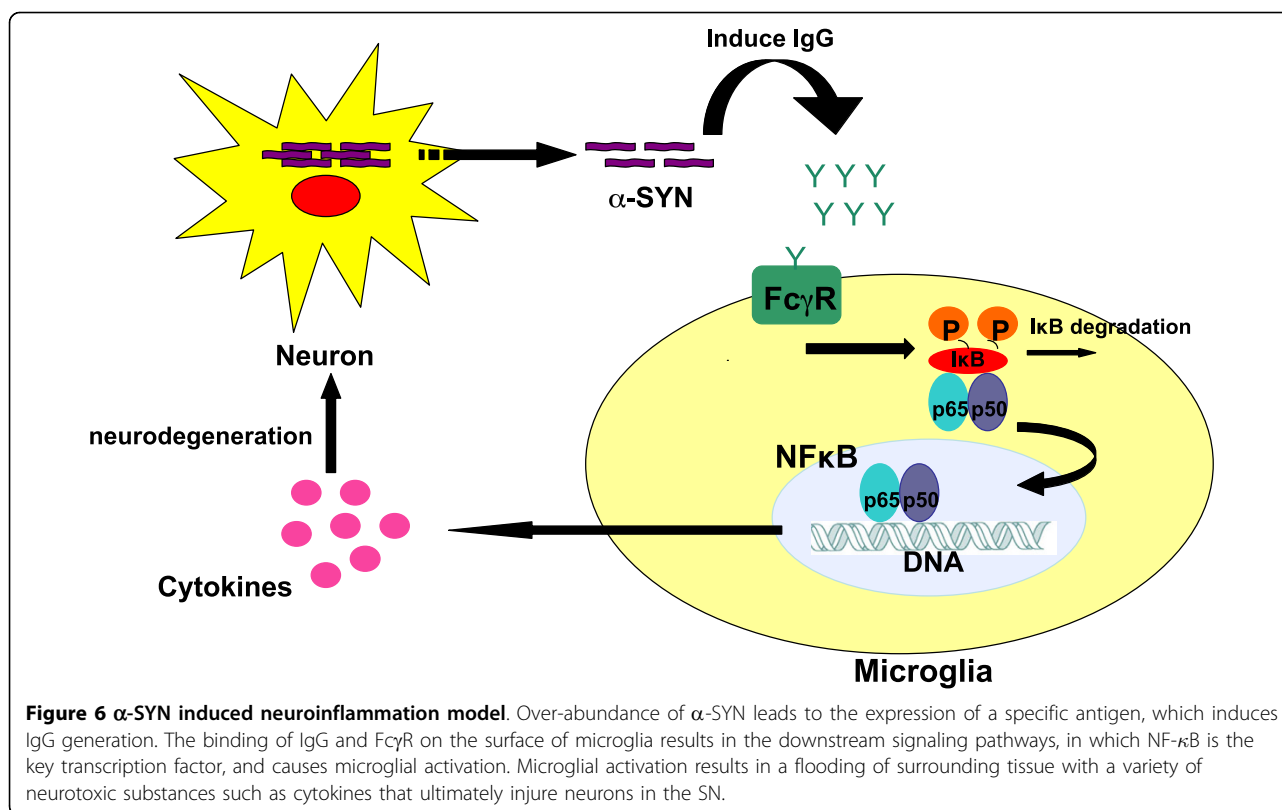 Induce IgG
α-SYN
FcγR
P P
IκB degradation
IκB
p65 p50
Neuron
neurodegeneration
NFκB
p65 p50
DNA
Cytokines
Microglia
Figure 6 α-SYN induced neuroinflammation model. Over-abundance of α-SYN leads to the expression of a specific antigen, which induces
IgG generation. The binding of IgG and FcγR on the surface of microglia results in the downstream signaling pathways, in which NF-κB is the
key transcription factor, and causes microglial activation. Microglial activation results in a flooding of surrounding tissue with a variety of
neurotoxic substances such as cytokines that ultimately injure neurons in the SN.